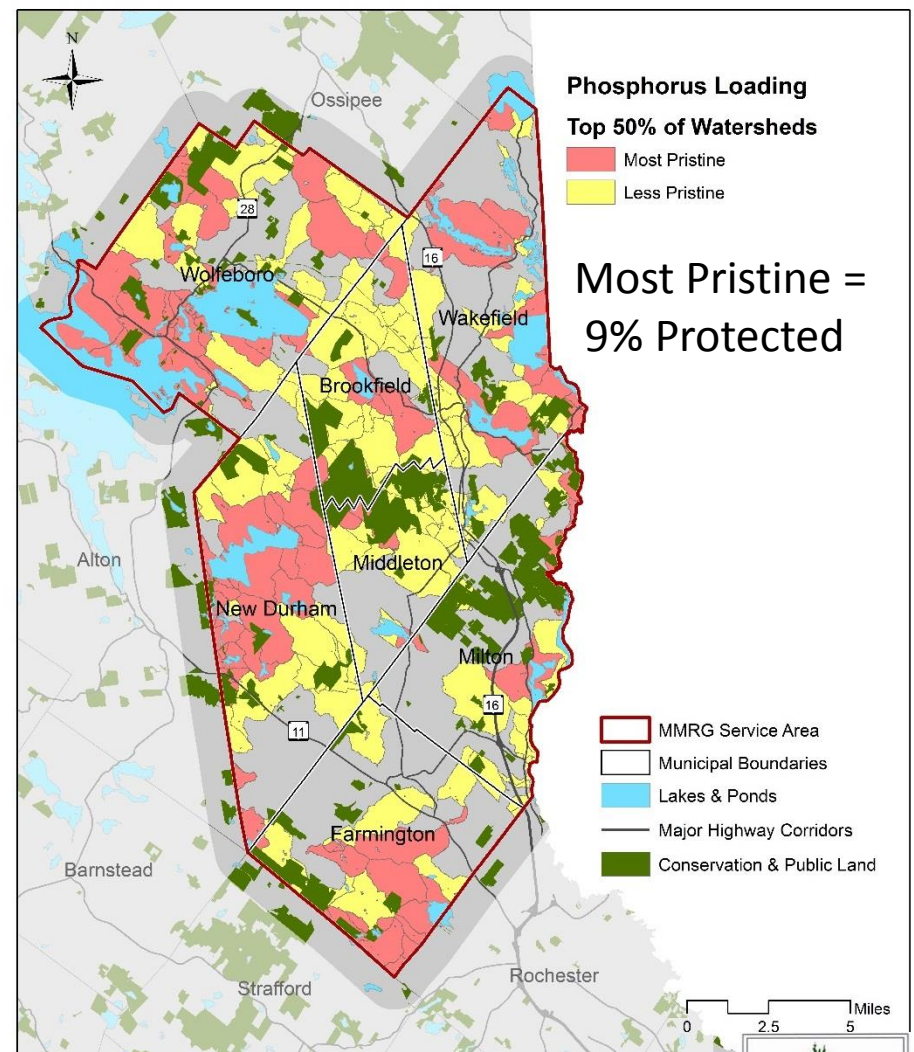 N
Ossipee
Phosphorus Loading
Top 50% of Watersheds
Most Pristine
Less Pristine
28
16
Wolfeboro
Most Pristine =
9% Protected
Wakefield
Brookfield
Alton
Middleton
New Durham
Milton
16
11
MMRG Service Area
Municipal Boundaries
Lakes & Ponds
Major Highway Corridors
Conservation & Public Land
Farmington
Barnstead
Rochester
Strafford
Miles
0 2.5 5